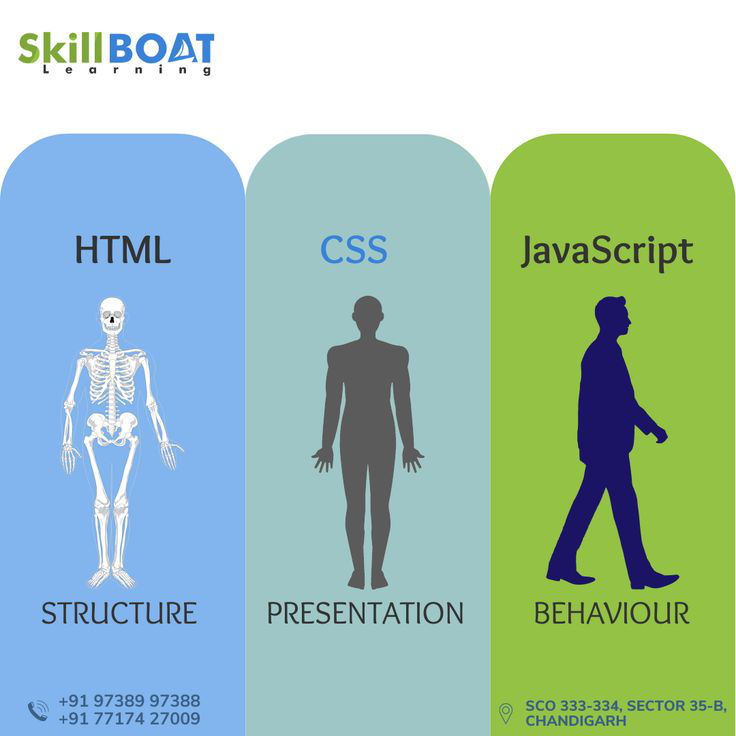 SkillBOAT
Learning
HTML
CSS
JavaScript
STRUCTURE
PRESENTATION
BEHAVIOUR
+91 97389 97388
+91 77174 27009
SCO 333-334, SECTOR 35-B,
CHANDIGARH